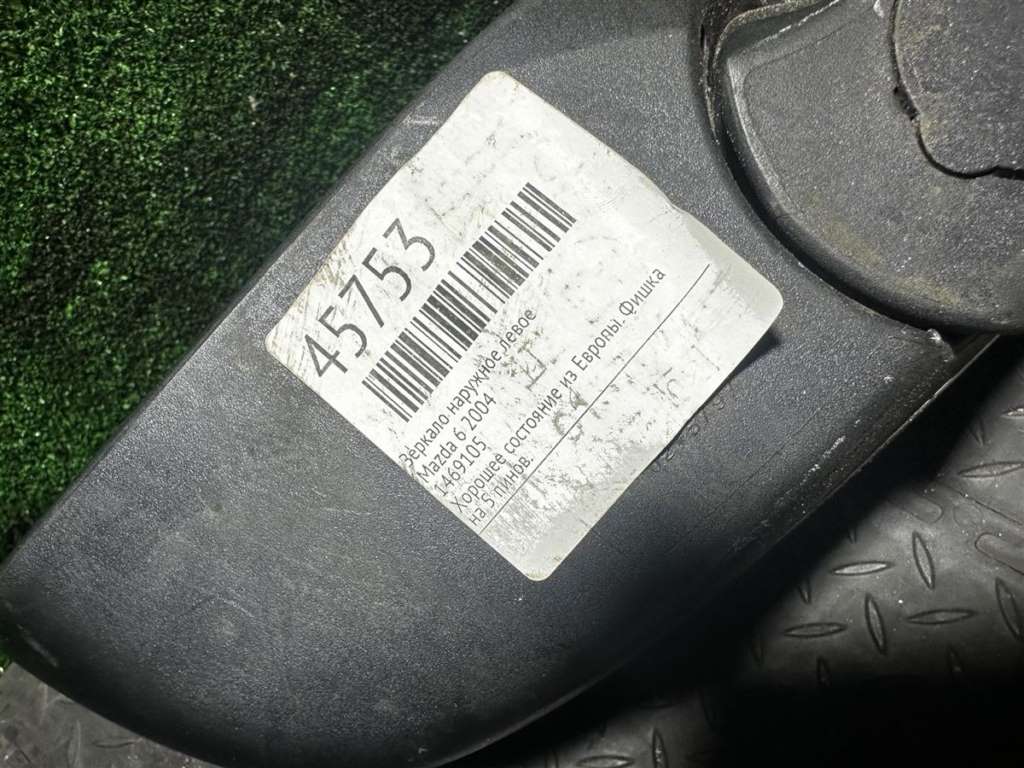 45753
Зеркало наружное левое
Mazda 6 2004
1469105
Хорошее состояние из Европы. Фишка
на 5 пинов.